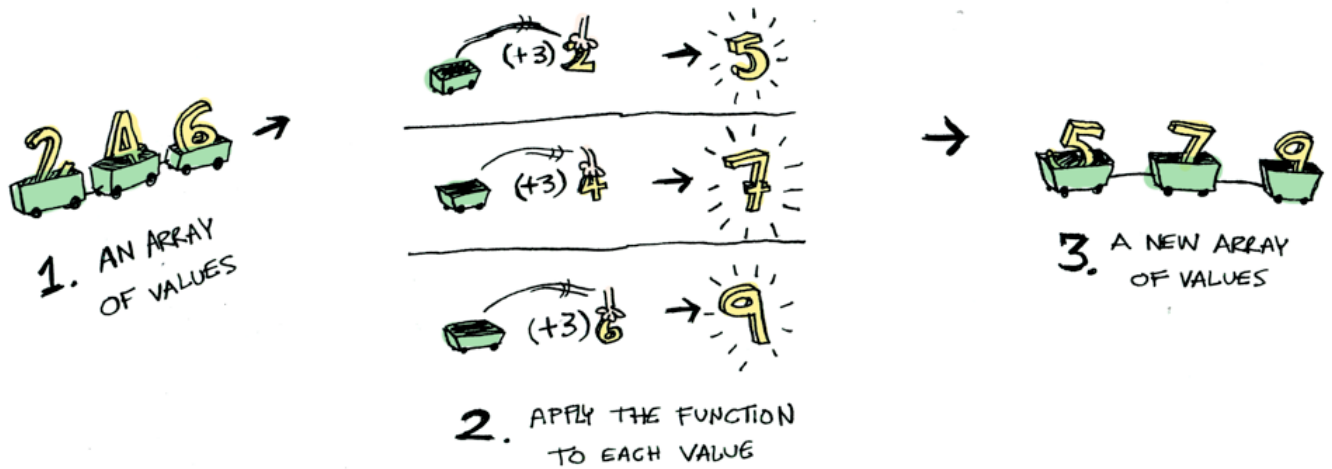 2 4 6
1. AN ARRAY
OF VALUES
(+3) 2 5
(+3) 4 7
(+3) 6 9
2. APPLY THE FUNCTION
TO EACH VALUE
5 7 9
3. A NEW ARRAY
OF VALUES